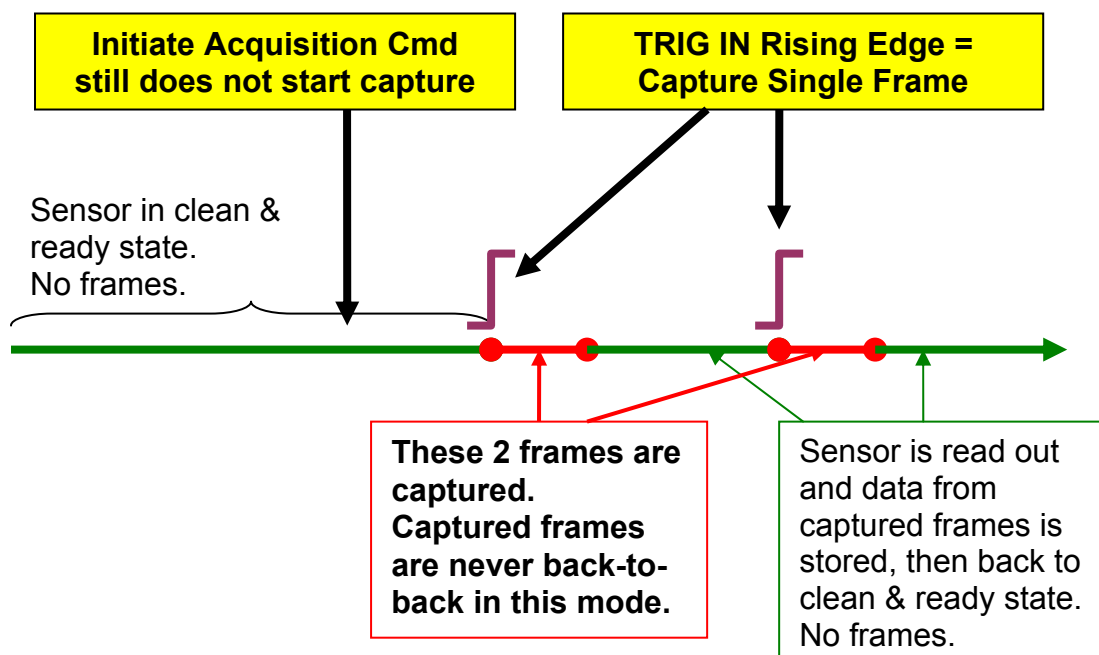 Initiate Acquisition Cmd
still does not start capture
TRIG IN Rising Edge =
Capture Single Frame
Sensor in clean &
ready state.
No frames.
These 2 frames are
captured.
Captured frames
are never back-to-
back in this mode.
Sensor is read out
and data from
captured frames is
stored, then back to
clean & ready state.
No frames.